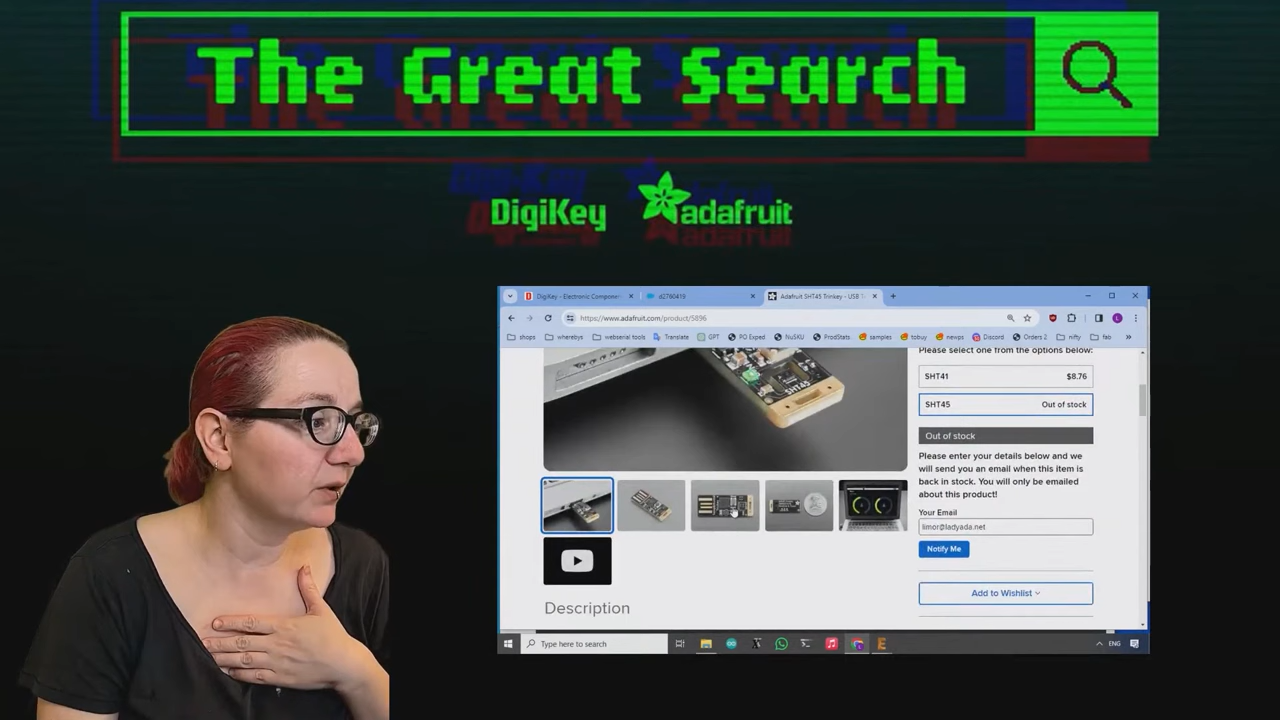 The Great Search
DigiKey
adafruit
DigiKey - Electronic Compone
d2760419
Adafruit SHT45 Trinkey - USB T
https://www.adafruit.com/product/5896
shops
wherebys
webserial tools
Translate
GPT
PO Exped
NuSKU
ProdStats
samples
tobuy
newps
Discord
Orders 2
nifty
fab
»
Please select one from the options below:
SHT41 $8.76
SHT45 Out of stock
SHT45
Out of stock
Please enter your details below and we
will send you an email when this item is
back in stock. You will only be emailed
about this product!
Your Email
limor@ladyada.net
Notify Me
Add to Wishlist
Description
Type here to search
ENG